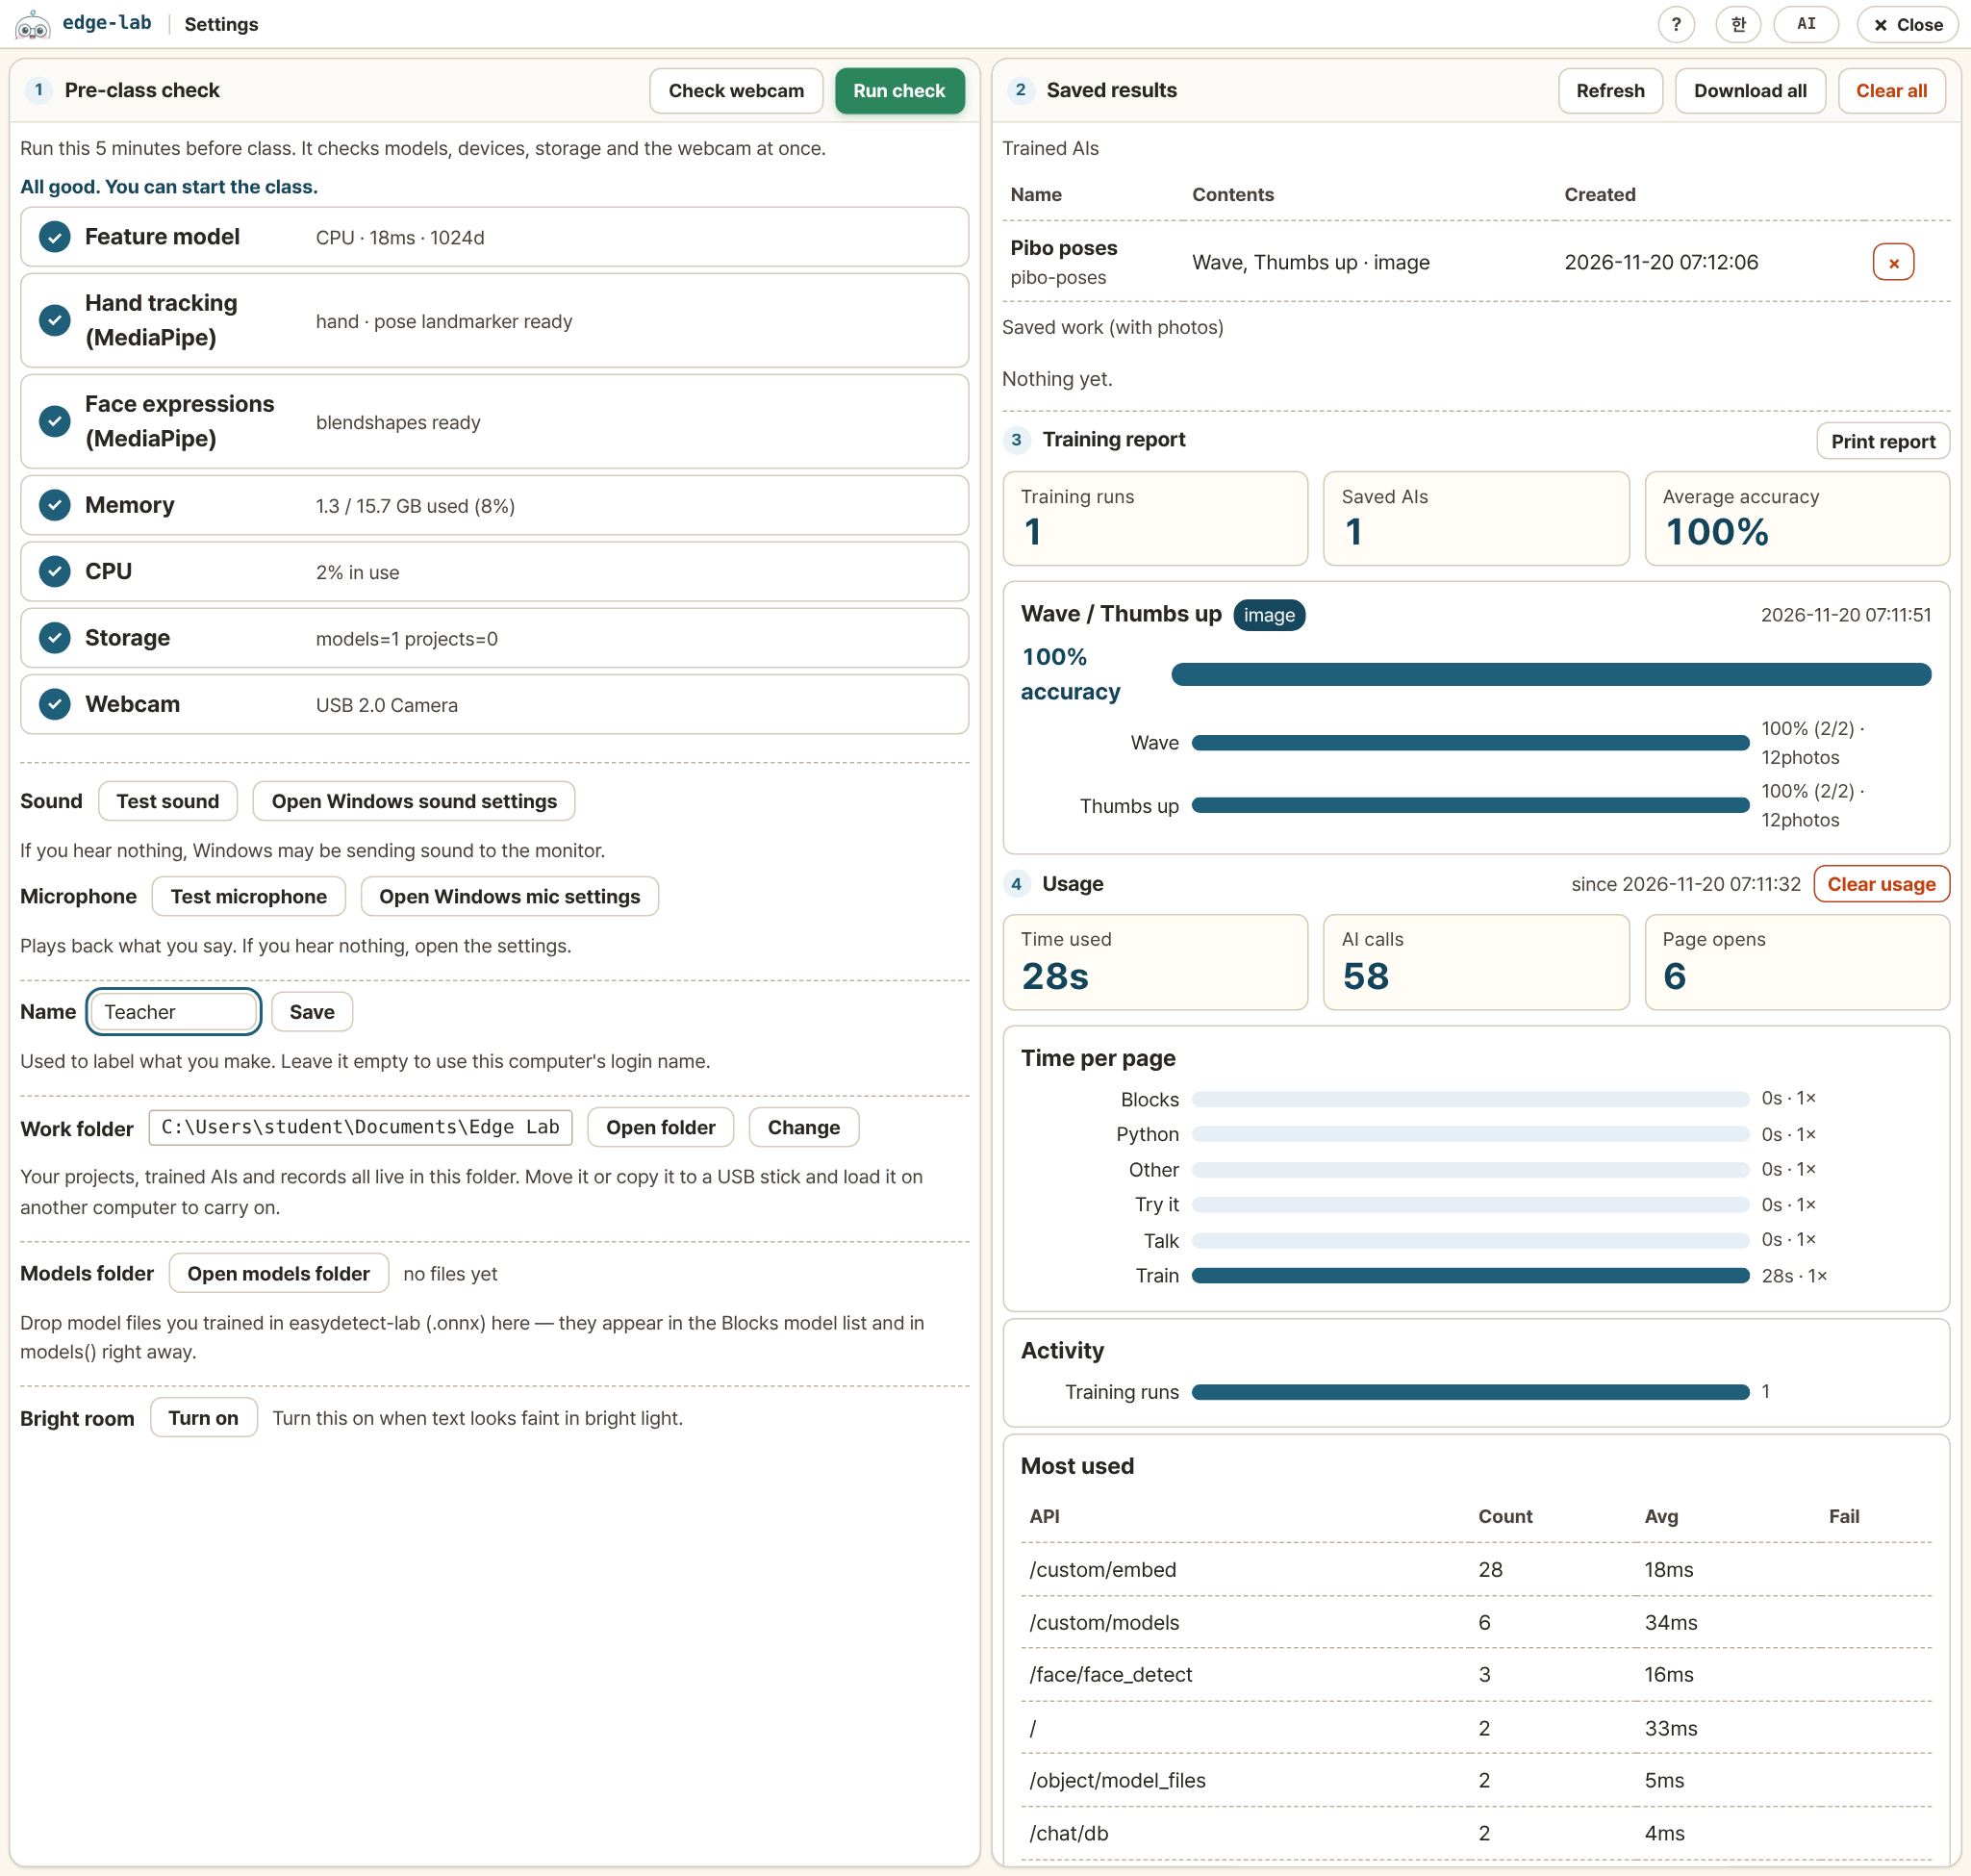 edge-lab
Settings
?
한
AI
× Close
1 Pre-class check
Check webcam
Run check
Run this 5 minutes before class. It checks models, devices, storage and the webcam at once.
All good. You can start the class.
Feature model
CPU · 18ms · 1024d
Hand tracking
(MediaPipe)
hand · pose landmarker ready
Face expressions
(MediaPipe)
blendshapes ready
Memory
1.3 / 15.7 GB used (8%)
CPU
2% in use
Storage
models=1 projects=0
Webcam
USB 2.0 Camera
Sound
Test sound
Open Windows sound settings
If you hear nothing, Windows may be sending sound to the monitor.
Microphone
Test microphone
Open Windows mic settings
Plays back what you say. If you hear nothing, open the settings.
Name
Teacher
Save
Used to label what you make. Leave it empty to use this computer's login name.
Work folder
C:\Users\student\Documents\Edge Lab
Open folder
Change
Your projects, trained AIs and records all live in this folder. Move it or copy it to a USB stick and load it on
another computer to carry on.
Models folder
Open models folder
no files yet
Drop model files you trained in easydetect-lab (.onnx) here — they appear in the Blocks model list and in
models() right away.
Bright room
Turn on
Turn this on when text looks faint in bright light.
2 Saved results
Refresh
Download all
Clear all
Trained AIs
Name
Contents
Created
Pibo poses
pibo-poses
Wave, Thumbs up · image
2026-11-20 07:12:06
×
Saved work (with photos)
Nothing yet.
3 Training report
Print report
Training runs
1
Saved AIs
1
Average accuracy
100%
Wave / Thumbs up
image
2026-11-20 07:11:51
100%
accuracy
Wave
100% (2/2) ·
12photos
Thumbs up
100% (2/2) ·
12photos
4 Usage
since 2026-11-20 07:11:32
Clear usage
Time used
28s
AI calls
58
Page opens
6
Time per page
Blocks
0s · 1×
Python
0s · 1×
Other
0s · 1×
Try it
0s · 1×
Talk
0s · 1×
Train
28s · 1×
Activity
Training runs
1
Most used
API
Count
Avg
Fail
/custom/embed
28
18ms
/custom/models
6
34ms
/face/face_detect
3
16ms
/
2
33ms
/object/model_files
2
5ms
/chat/db
2
4ms